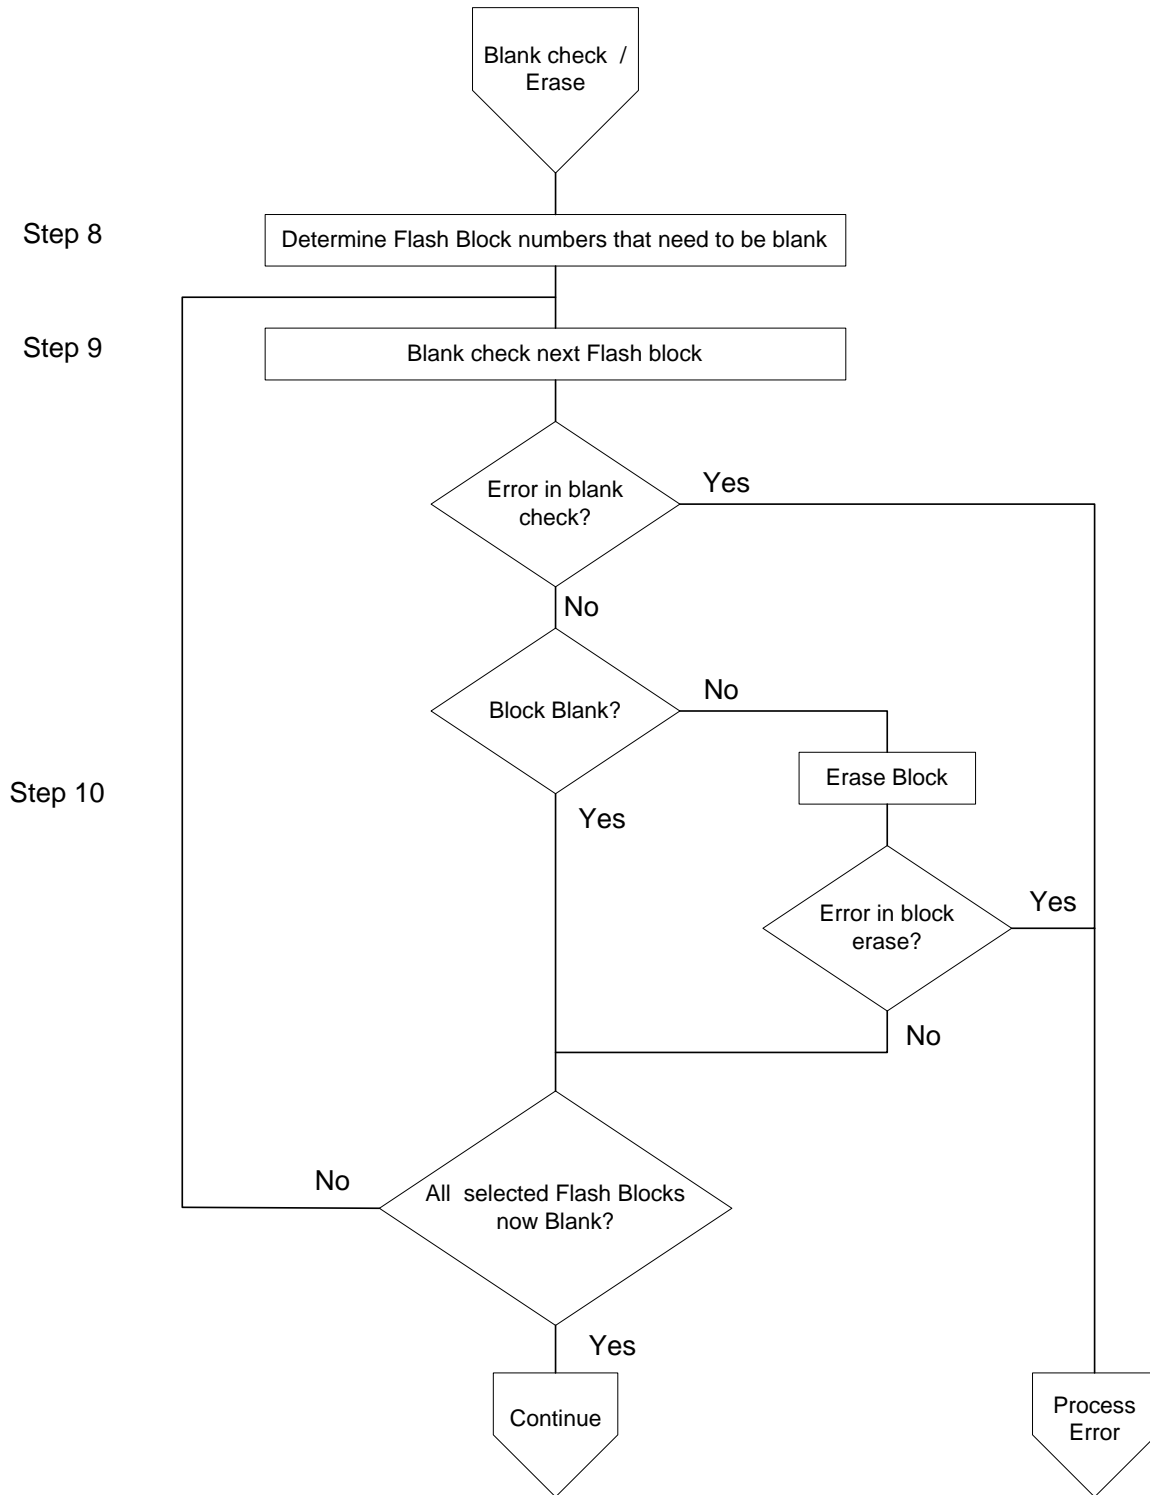 Blank check /
Erase
Step 8
Determine Flash Block numbers that need to be blank
Step 9
Blank check next Flash block
Error in blank
check?
Yes
No
Block Blank?
No
Step 10
Erase Block
Yes
Error in block
erase?
Yes
No
All selected Flash Blocks
now Blank?
No
Yes
Continue
Process
Error